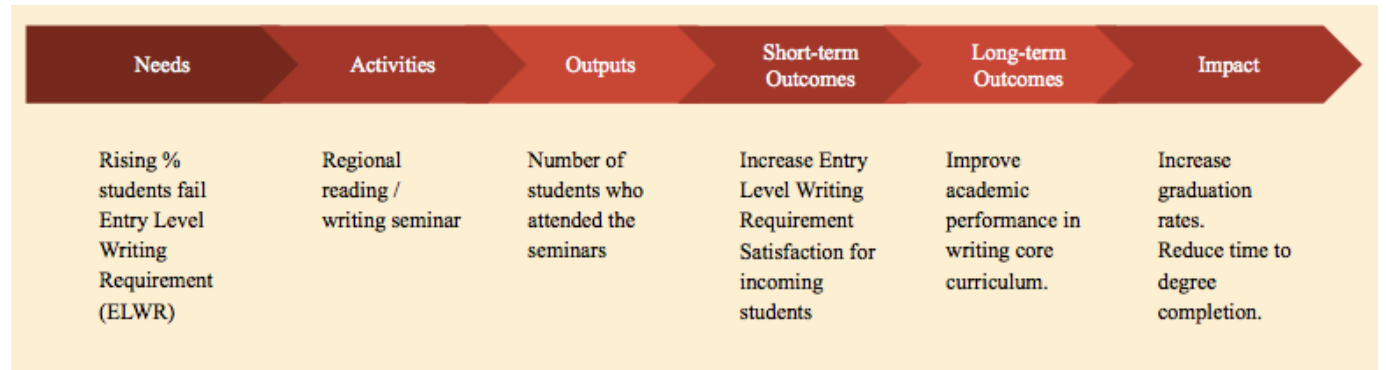 Needs
Activities
Outputs
Short-term
Outcomes
Long-term
Outcomes
Impact
Rising %
students fail
Entry Level
Writing
Requirement
(ELWR)
Regional
reading /
writing seminar
Number of
students who
attended the
seminars
Increase Entry
Level Writing
Requirement
Satisfaction for
incoming
students
Improve
academic
performance in
writing core
curriculum.
Increase
graduation
rates.
Reduce time to
degree
completion.